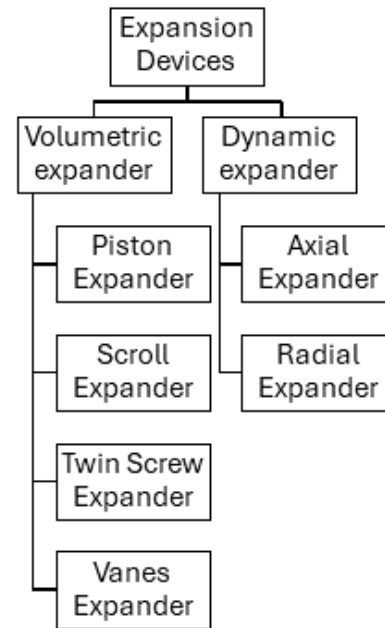 Expansion
Devices
Volumetric
expander
Dynamic
expander
Piston
Expander
Scroll
Expander
Twin Screw
Expander
Vanes
Expander
Axial
Expander
Radial
Expander